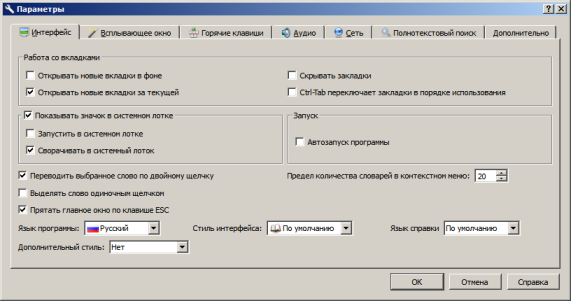 Параметры
Интерфейс Всплывающее окно Горячие клавиши Аудио Сеть Полнотекстовый поиск Дополнительно
Работа со вкладками
Открывать новые вкладки в фоне Скрывать закладки
Открывать новые вкладки за текущей Ctrl-Tab переключает закладки в порядке использования
Показывать значок в системном лотке Запуск
Запустить в системном лотке
Автозапуск программы
Сворачивать в системный лоток
Переводить выбранное слово по двойному щелчку Предел количества словарей в контекстном меню: 20
Выделять слово одиночным щелчком
Прятать главное окно по клавише ESC
Язык программы: Русский Стиль интерфейса: По умолчанию Язык справки По умолчанию
Дополнительный стиль: Нет
OK Отмена Справка